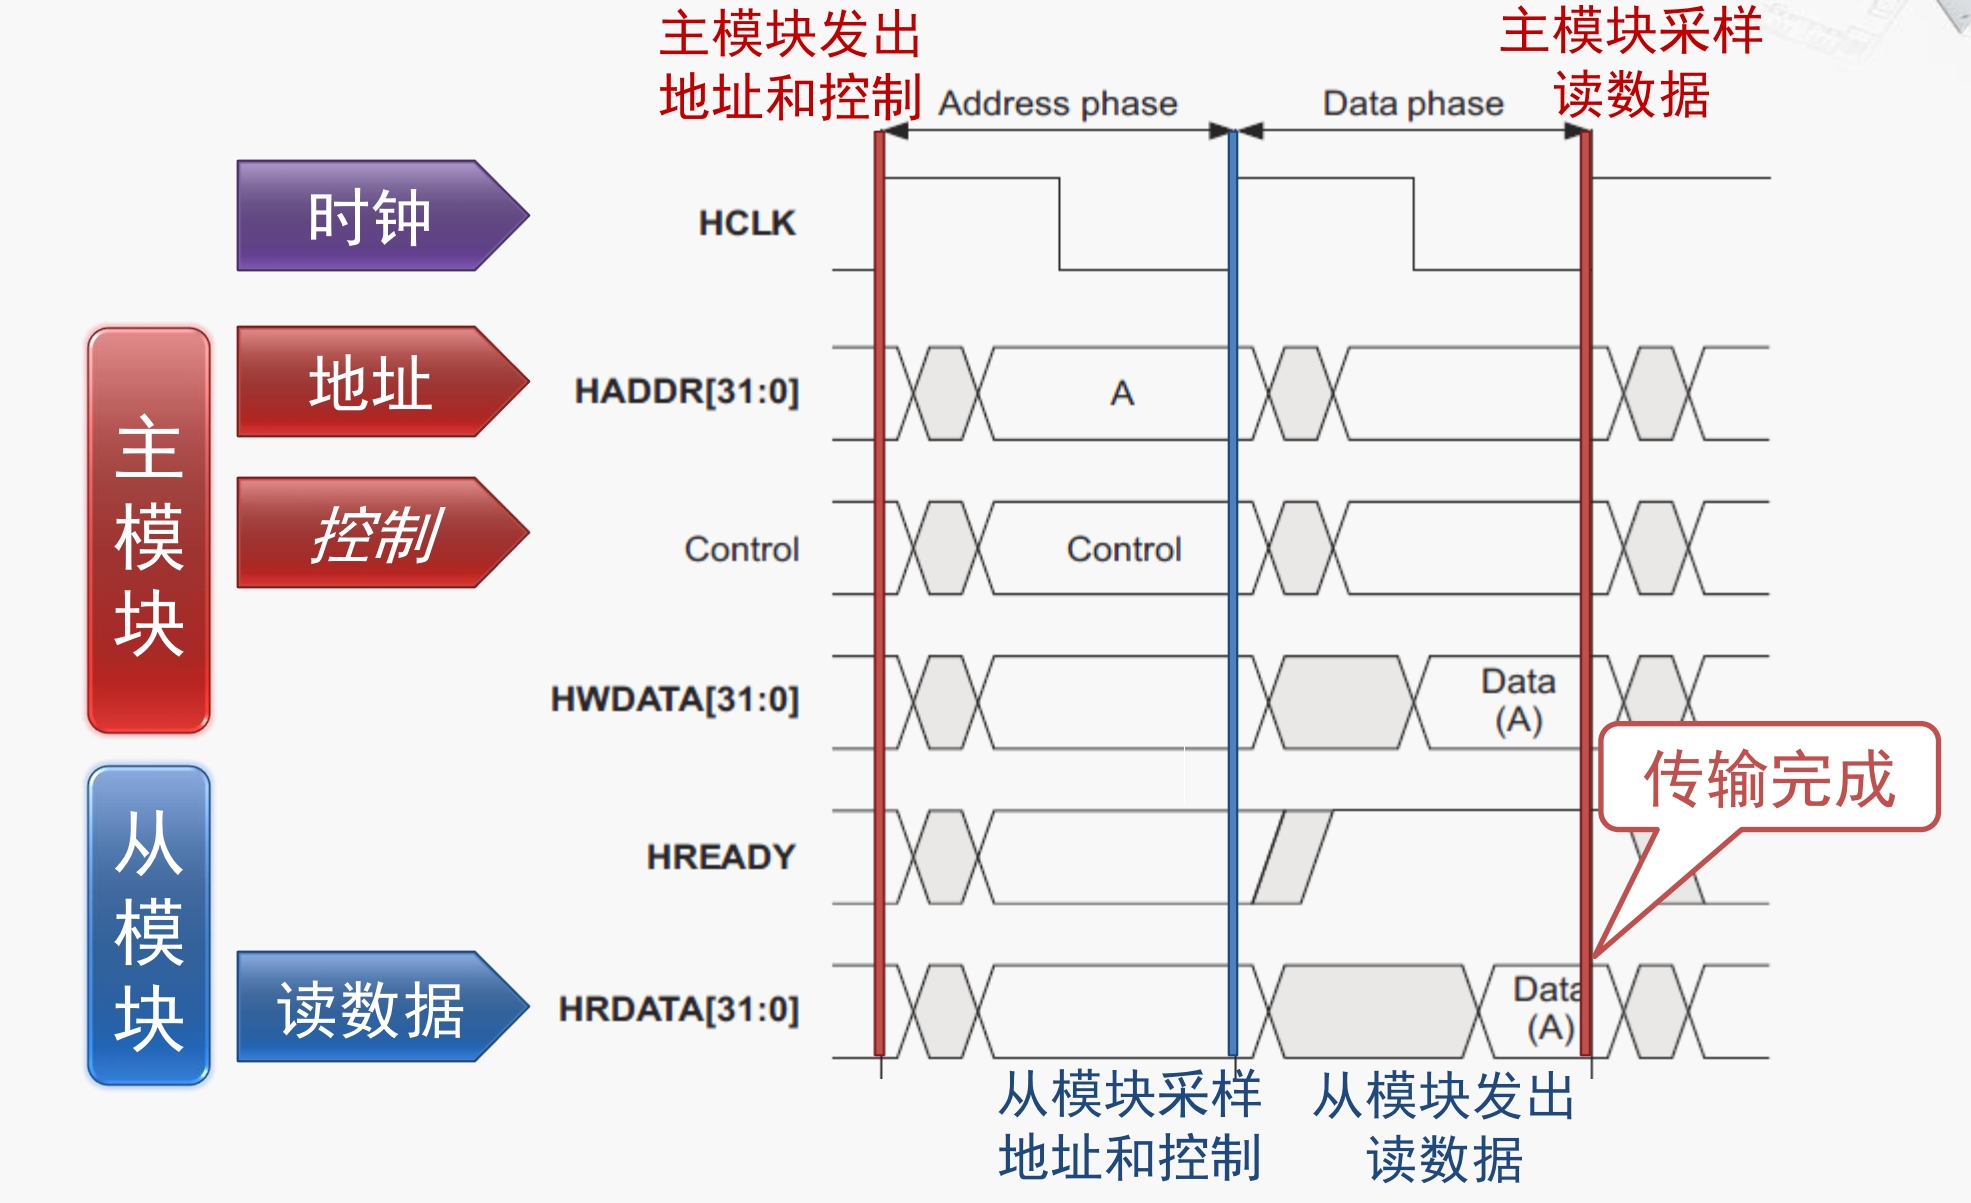 主模块发出
地址和控制
主模块采样
读数据
Address phase
Data phase
时钟
HCLK
主模块
地址
HADDR[31:0]
A
控制
Control
Control
HWDATA[31:0]
Data
(A)
传输完成
从模块
HREADY
读数据
HRDATA[31:0]
Data
(A)
从模块采样
地址和控制
从模块发出
读数据